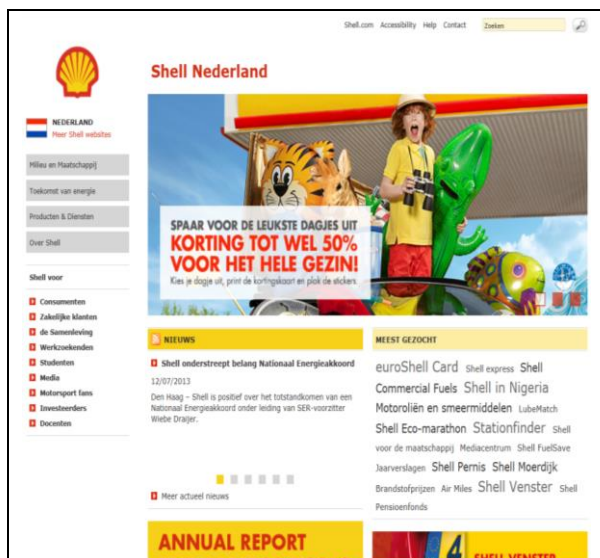 Shell.com Accessibility Help Contact Zoeken
Shell Nederland
NEDERLAND
Meer Shell websites
Milieu en Maatschappij
Toekomst van energie
Producten & Diensten
Over Shell
Shell voor
Consumenten
Zakelijke klanten
de Samenleving
Werkzoekenden
Studenten
Media
Motorsport fans
Investeerders
Docenten
SPAAR VOOR DE LEUKSTE DAGJES UIT
KORTING TOT WEL 50%
VOOR HET HELE GEZIN!
Kies je dagje uit, print de kortingskaart en plak de stickers
NIEUWS
Shell onderstreept belang Nationaal Energieakkoord
12/07/2013
Den Haag – Shell is positief over het totstandkomen van een
Nationaal Energieakkoord onder leiding van SER-voorzitter
Wiebe Draijer.
Meer actueel nieuws
MEEST GEZOCHT
euroShell Card Shell express Shell
Commercial Fuels Shell in Nigeria
Motoroliën en smeermiddelen LubeMatch
Shell Eco-marathon Stationfinder Shell
voor de maatschappij Mediacentrum Shell FuelSave
Jaarverslagen Shell Pernis Shell Moerdijk
Brandstofprijzen Air Miles Shell Venster Shell
Pensioenfonds
ANNUAL REPORT
4
SHELL VENSTER